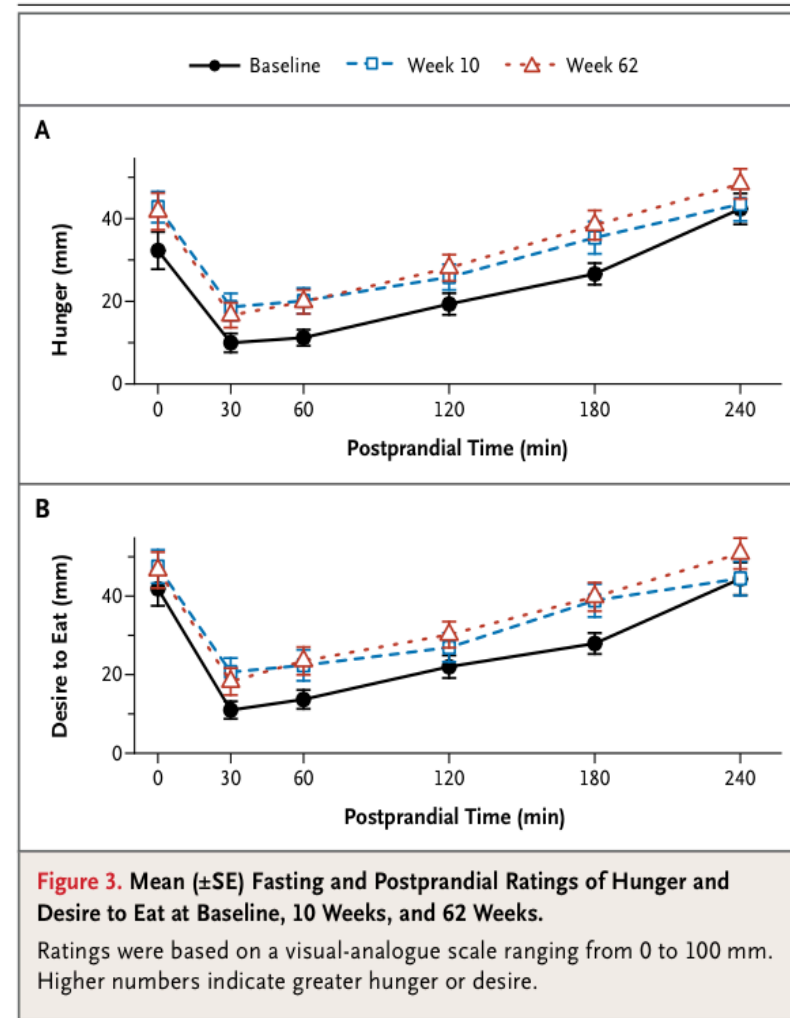 Baseline Week 10 Week 62
A
Hunger (mm)
40
20
0
0 30 60 120 180 240
Postprandial Time (min)
B
Desire to Eat (mm)
40
20
0
0 30 60 120 180 240
Postprandial Time (min)
Figure 3. Mean (±SE) Fasting and Postprandial Ratings of Hunger and
Desire to Eat at Baseline, 10 Weeks, and 62 Weeks.
Ratings were based on a visual-analogue scale ranging from 0 to 100 mm.
Higher numbers indicate greater hunger or desire.